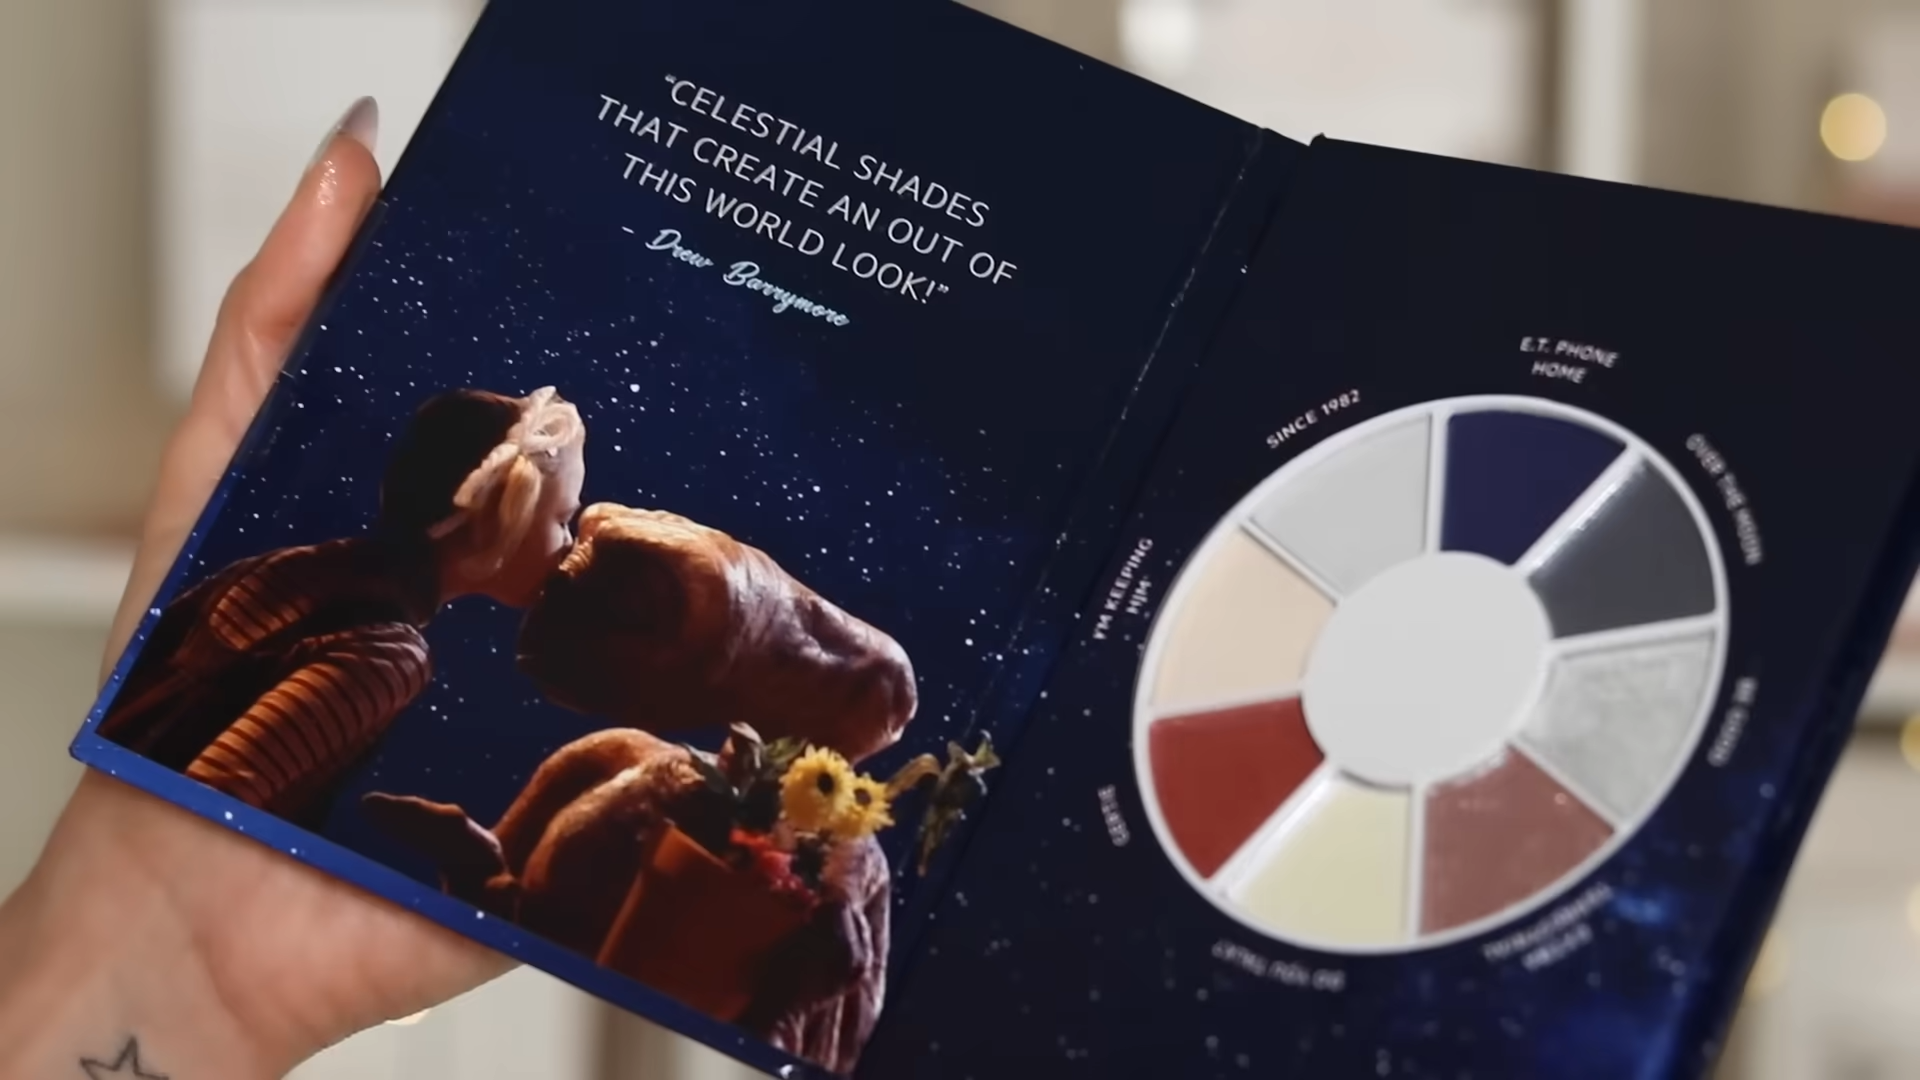 “CELESTIAL SHADES
THAT CREATE AN OUT OF
THIS WORLD LOOK!”
- Drew Barrymore
E.T. PHONE
HOME
SINCE 1982
OVER THE MOON
I'M KEEPING
HIM
BE GOOD
GERTIE